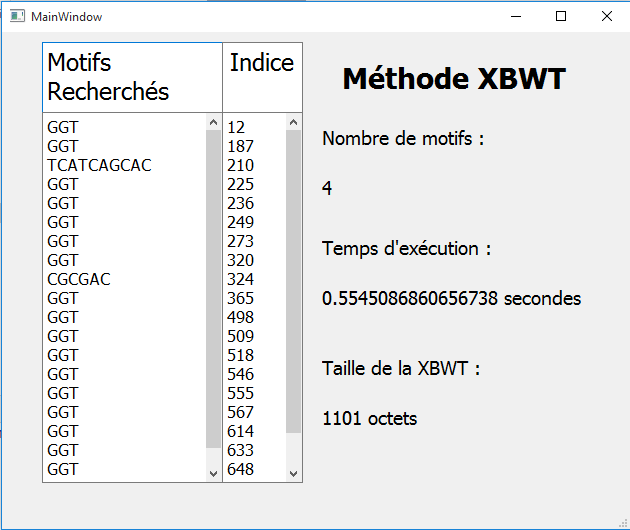 MainWindow
Motifs Indice
Recherchés
GGT 12
GGT 187
TCATCAGCAC 210
GGT 225
GGT 236
GGT 249
GGT 273
GGT 320
CGCGAC 324
GGT 365
GGT 498
GGT 509
GGT 518
GGT 546
GGT 555
GGT 567
GGT 614
GGT 633
GGT 648
Méthode XBWT
Nombre de motifs :
4
Temps d'exécution :
0.5545086860656738 secondes
Taille de la XBWT :
1101 octets